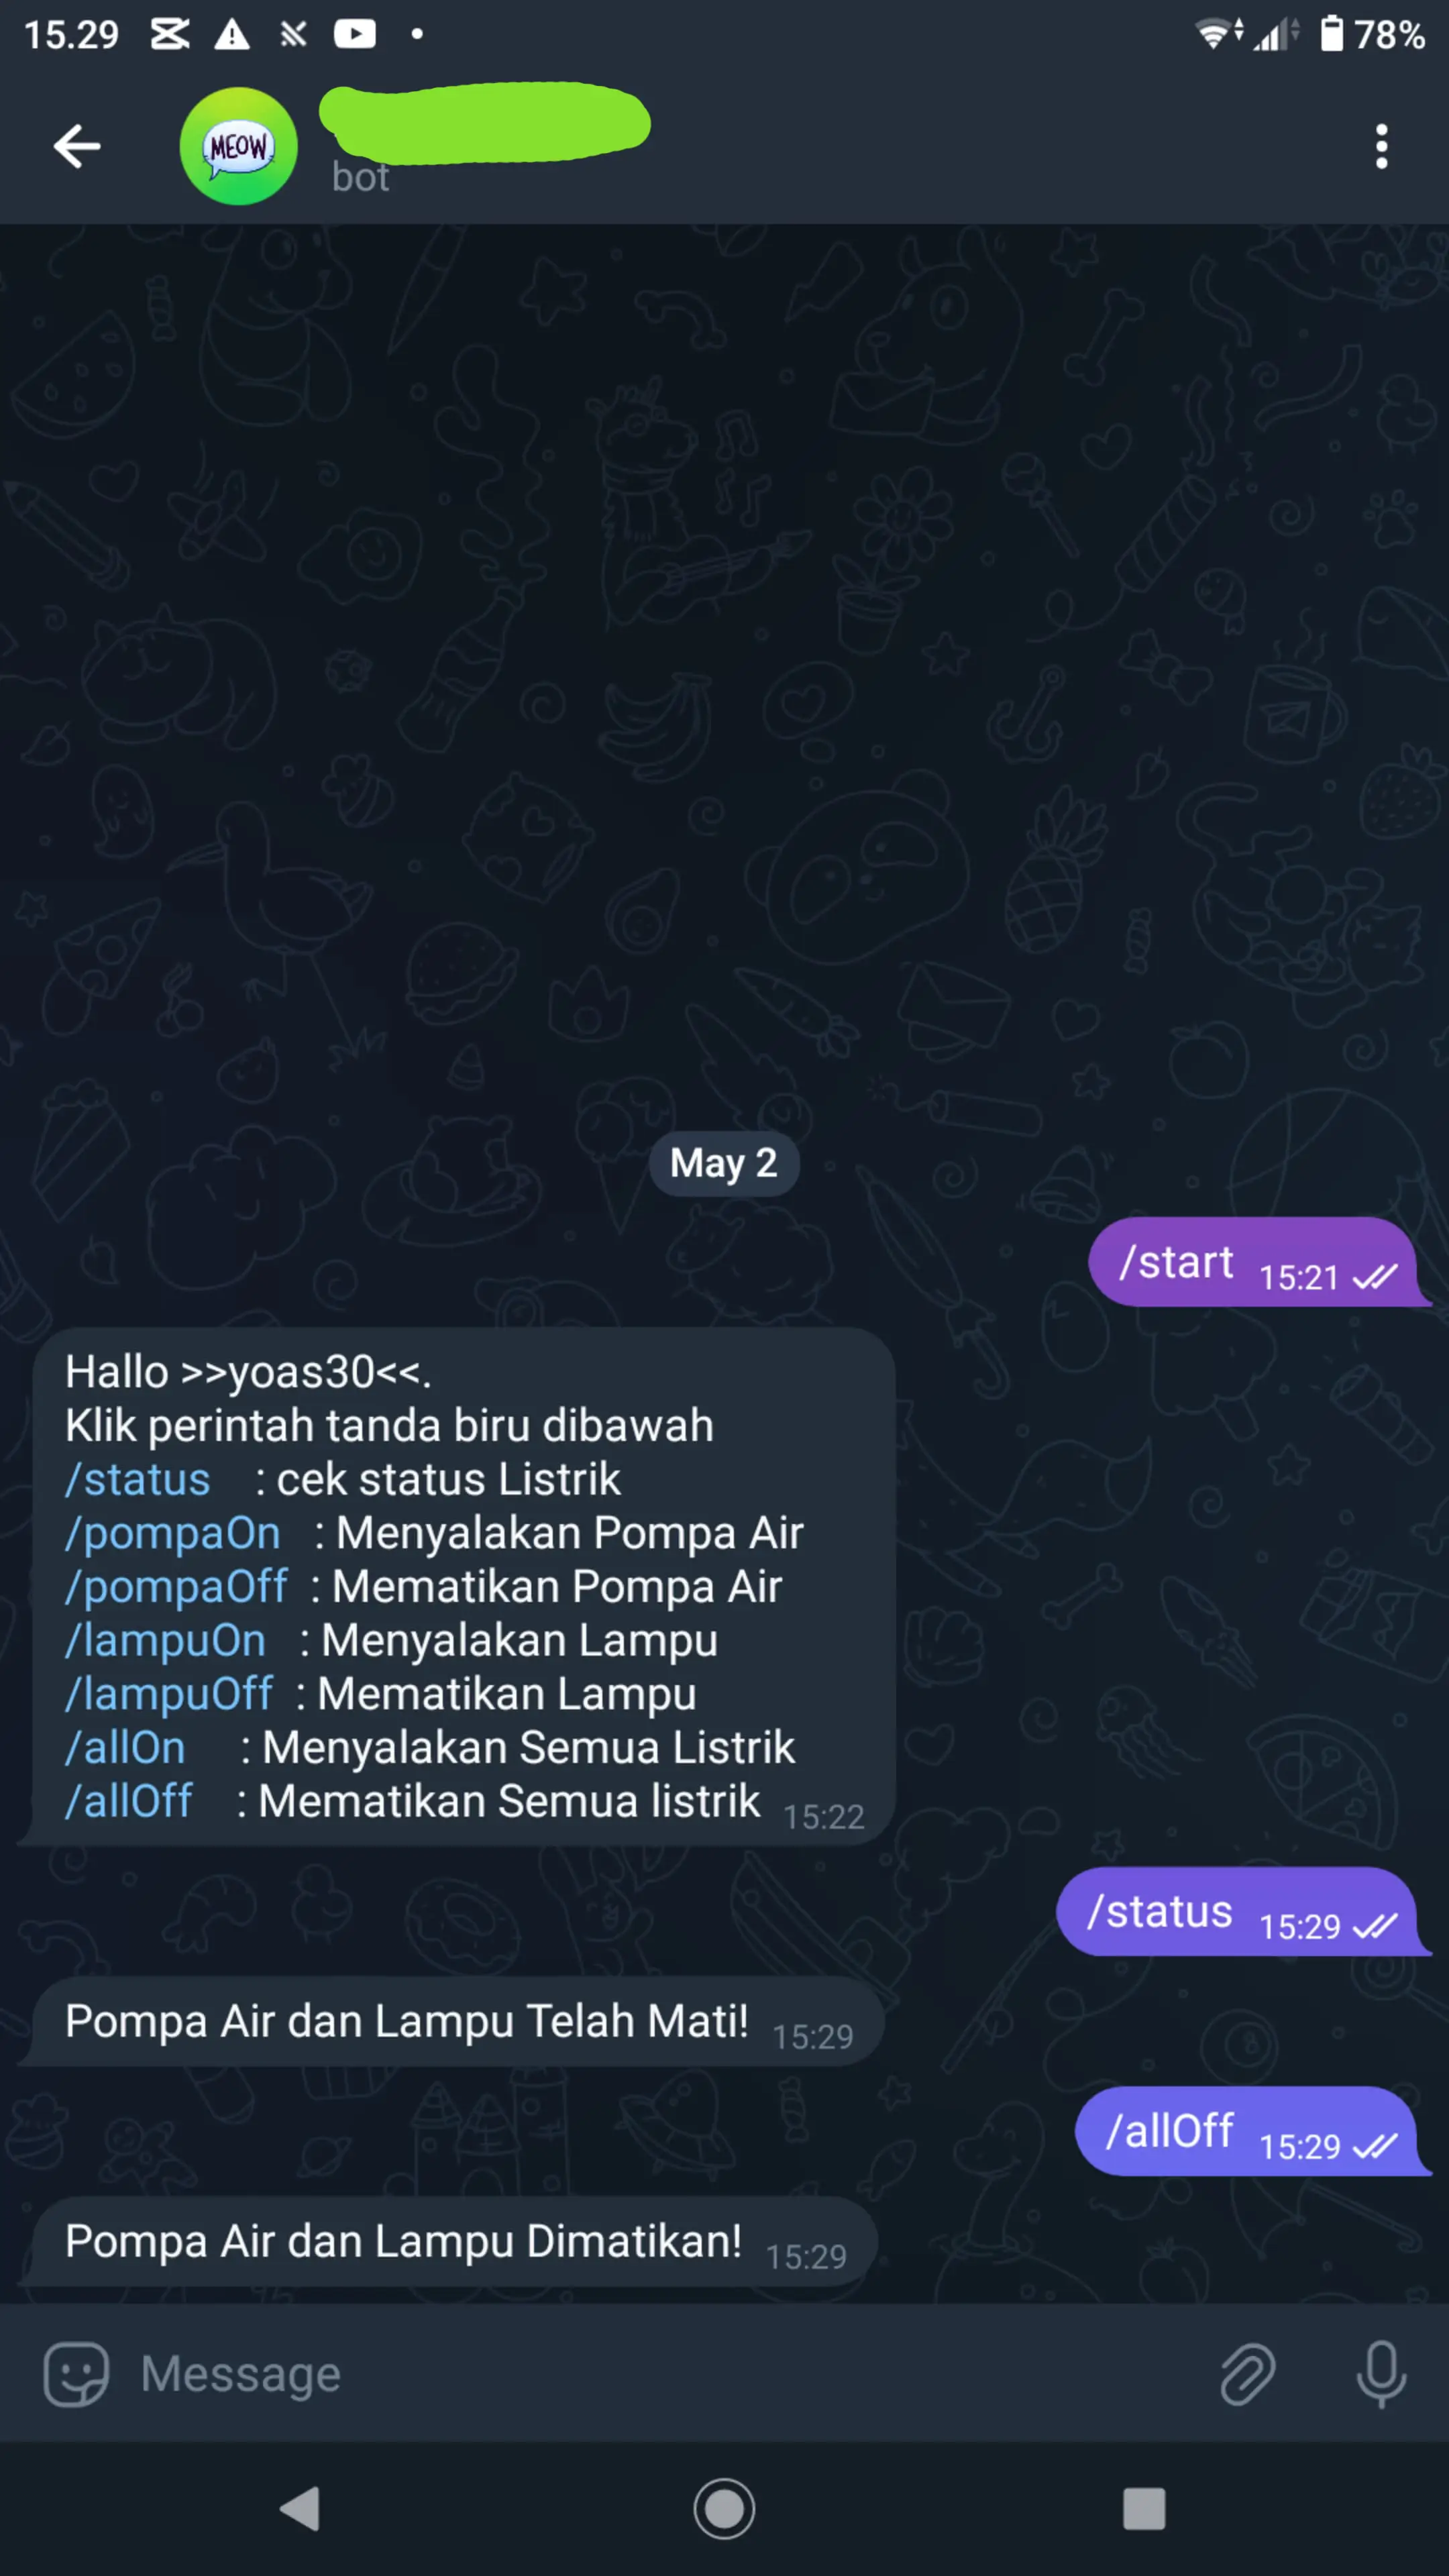 15.29
78%
MEOW
bot
May 2
/start 15:21
Hallo >>yoas30<<.
Klik perintah tanda biru dibawah
/status : cek status Listrik
/pompaOn : Menyalakan Pompa Air
/pompaOff : Mematikan Pompa Air
/lampuOn : Menyalakan Lampu
/lampuOff : Mematikan Lampu
/allOn : Menyalakan Semua Listrik
/allOff : Mematikan Semua listrik 15:22
/status 15:29
Pompa Air dan Lampu Telah Mati! 15:29
/allOff 15:29
Pompa Air dan Lampu Dimatikan! 15:29
Message